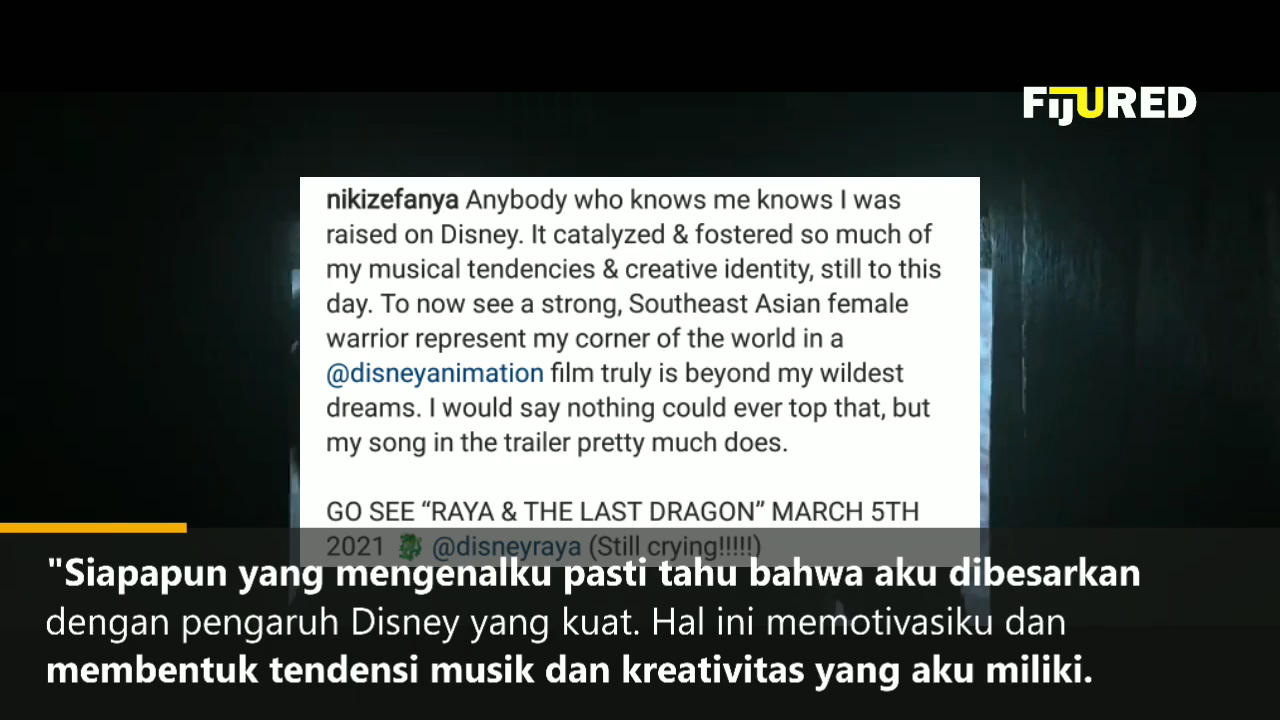 FIJURED
nikizefanya Anybody who knows me knows I was
raised on Disney. It catalyzed & fostered so much of
my musical tendencies & creative identity, still to this
day. To now see a strong, Southeast Asian female
warrior represent my corner of the world in a
@disneyanimation film truly is beyond my wildest
dreams. I would say nothing could ever top that, but
my song in the trailer pretty much does.
GO SEE “RAYA & THE LAST DRAGON” MARCH 5TH
2021 🐉 @disneyraya (Still crying!!!!!)
"Siapapun yang mengenalku pasti tahu bahwa aku dibesarkan
dengan pengaruh Disney yang kuat. Hal ini memotivasiku dan
membentuk tendensi musik dan kreativitas yang aku miliki.